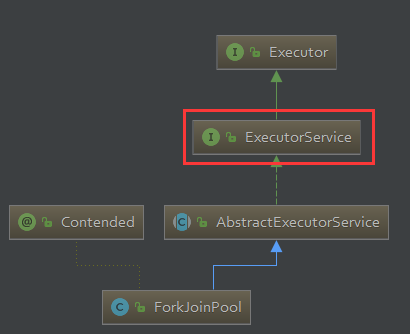 I Executor
I ExecutorService
@ Contended
C AbstractExecutorService
C ForkJoinPool